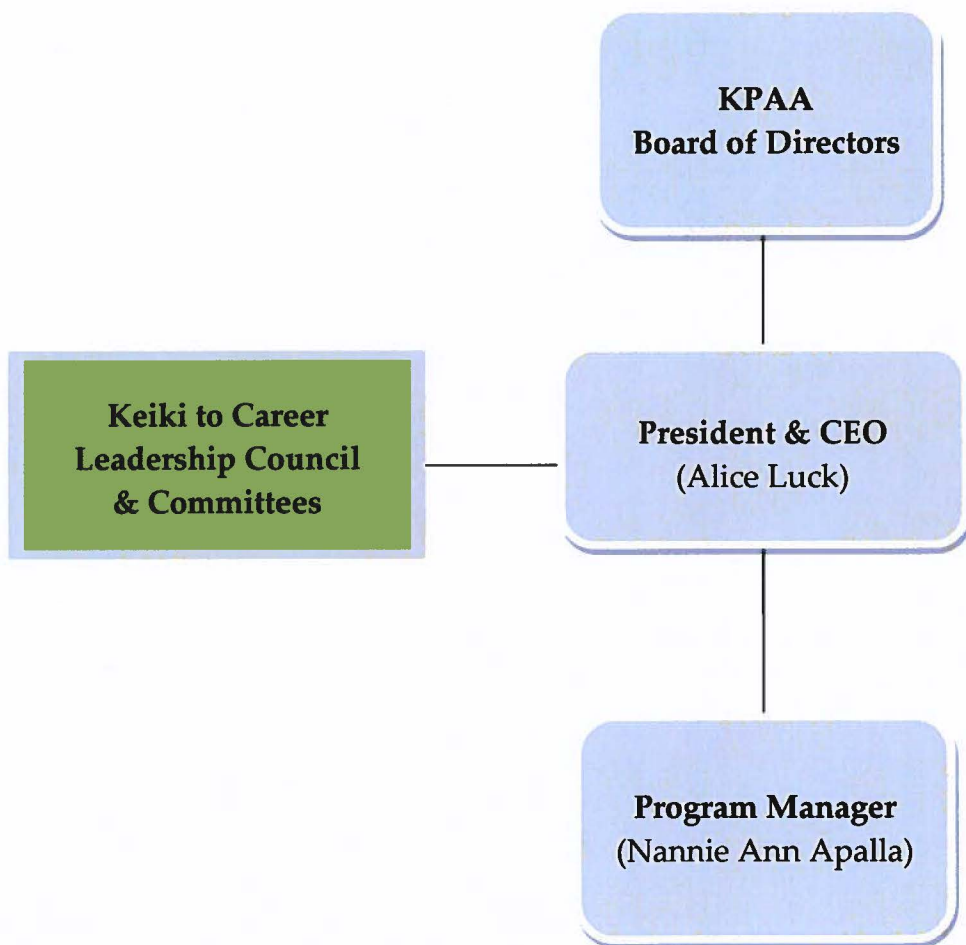 KPAA
Board of Directors
Keiki to Career
Leadership Council
& Committees
President & CEO
(Alice Luck)
Program Manager
(Nannie Ann Apalla)